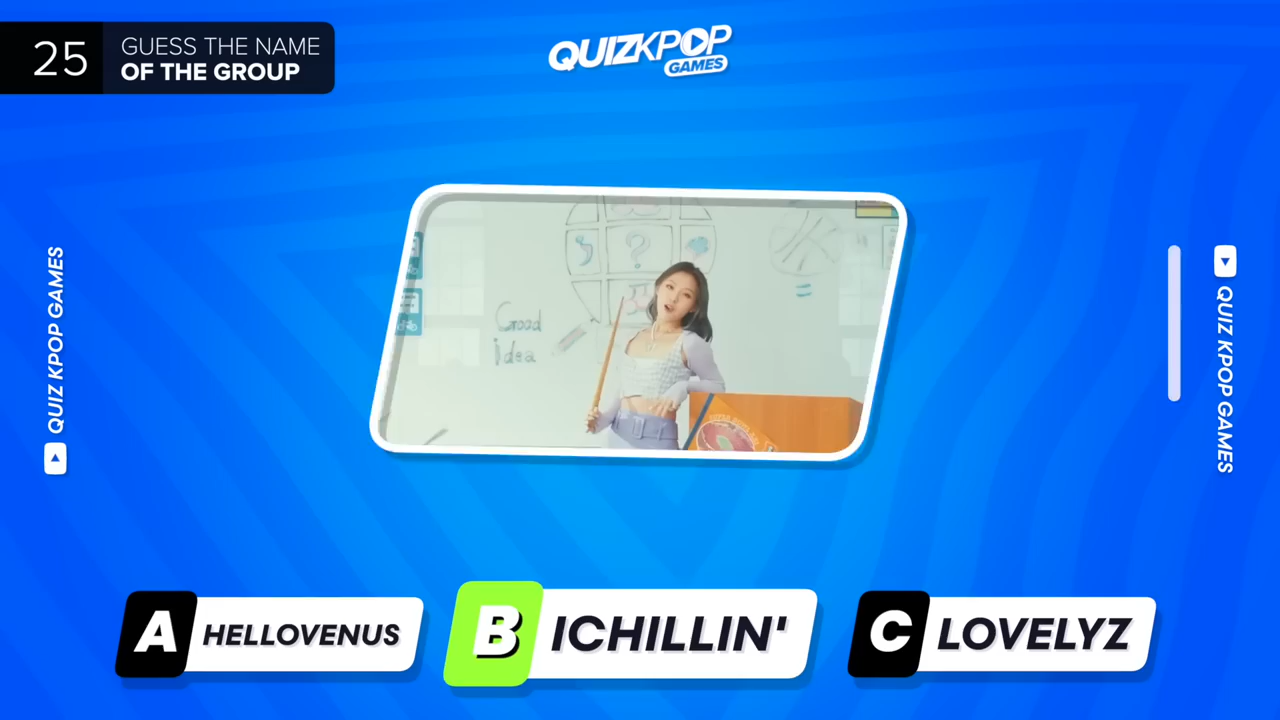 25
GUESS THE NAME
OF THE GROUP
QUIZKPOP
GAMES
QUIZ KPOP GAMES
Good
idea
?
=
QUIZ KPOP GAMES
A HELLOVENUS
B ICHILLIN'
C LOVELYZ